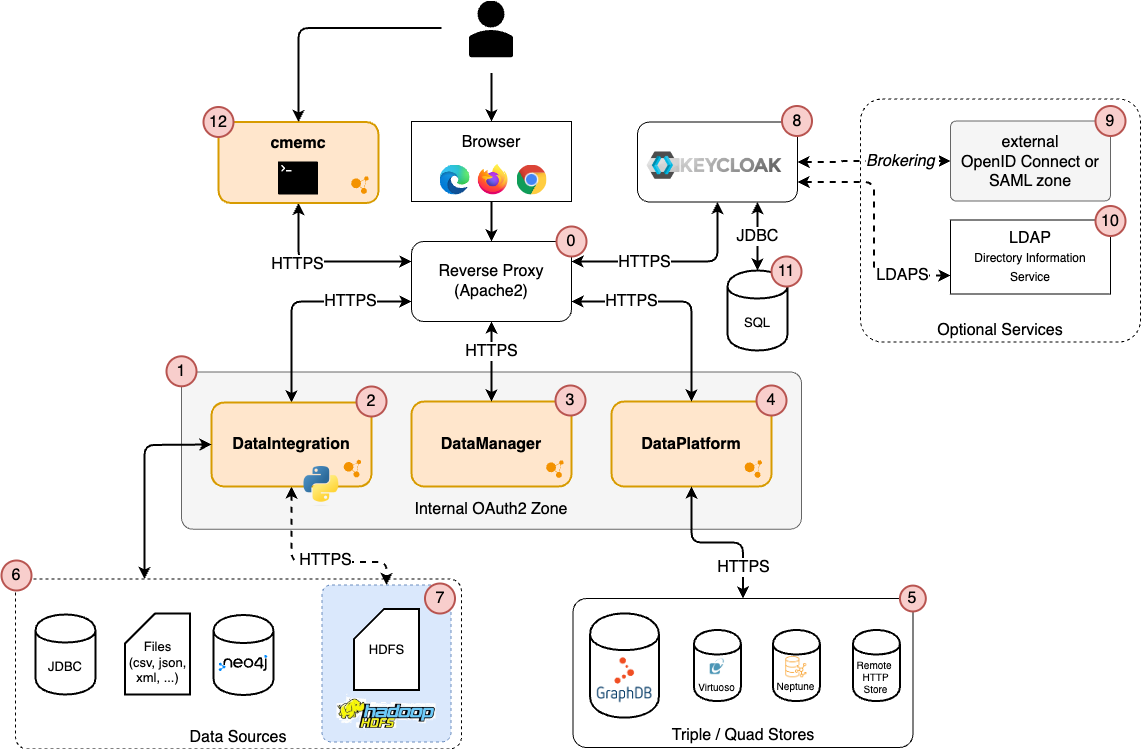 12
cmemc
>_
HTTPS
Browser
0
Reverse Proxy
(Apache2)
HTTPS
8
KEYCLOAK
JDBC
11
SQL
Brokering
LDAPS
9
external
OpenID Connect or
SAML zone
10
LDAP
Directory Information
Service
Optional Services
HTTPS
HTTPS
HTTPS
1
2
DataIntegration
3
DataManager
4
DataPlatform
Internal OAuth2 Zone
HTTPS
HTTPS
6
JDBC
Files
(csv, json,
xml, ...)
neo4j
7
HDFS
hadoop
HDFS
Data Sources
5
GraphDB
Virtuoso
Neptune
Remote
HTTP
Store
Triple / Quad Stores